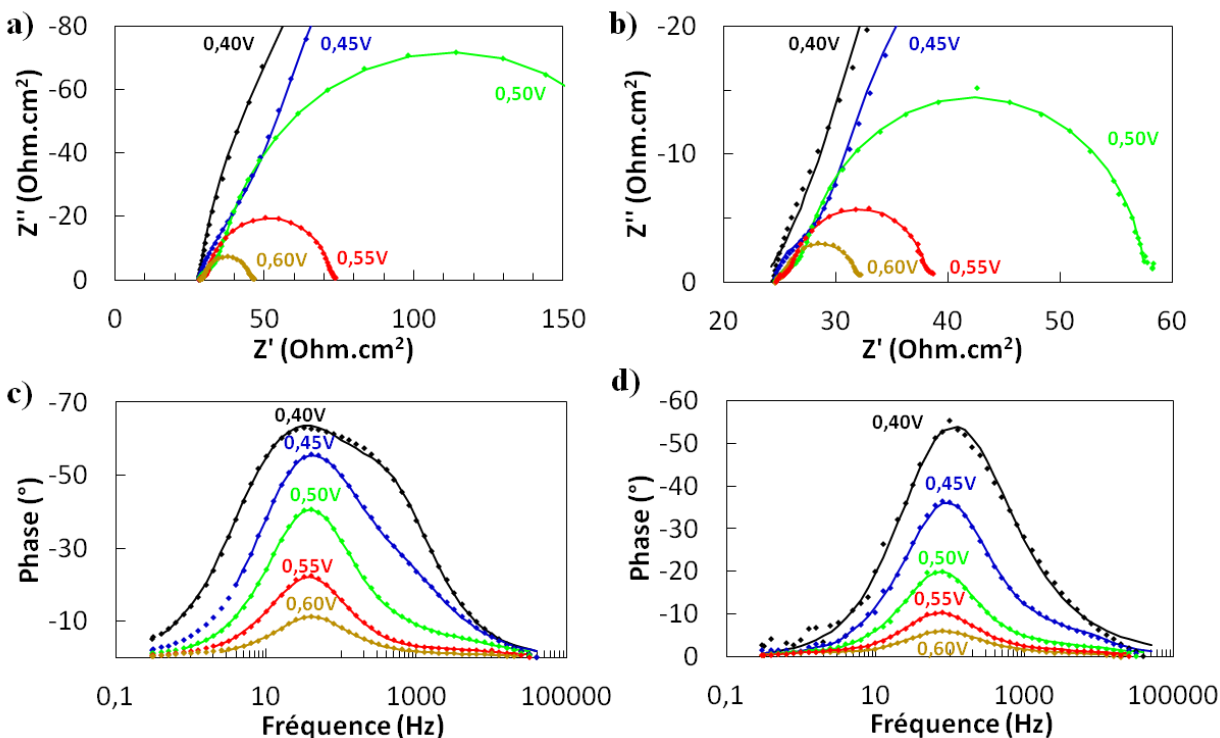 a)
-80
-60
-40
-20
0
Z'' (Ohm.cm²)
0,40V
0,45V
0,50V
0,55V
0,60V
0
50
100
150
Z' (Ohm.cm²)
b)
-20
-10
0
Z'' (Ohm.cm²)
0,40V
0,45V
0,50V
0,55V
0,60V
20
30
40
50
60
Z' (Ohm.cm²)
c)
-70
-50
-30
-10
Phase (°)
0,40V
0,45V
0,50V
0,55V
0,60V
0,1
10
1000
100000
Fréquence (Hz)
d)
-60
-50
-40
-30
-20
-10
0
Phase (°)
0,40V
0,45V
0,50V
0,55V
0,60V
0,1
10
1000
100000
Fréquence (Hz)